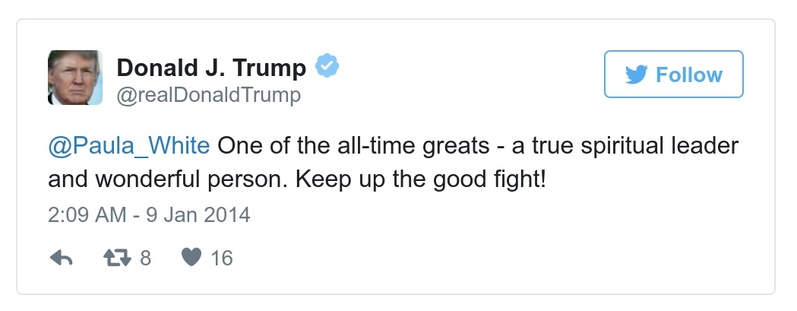 Donald J. Trump
@realDonaldTrump
Follow
@Paula_White One of the all-time greats - a true spiritual leader
and wonderful person. Keep up the good fight!
2:09 AM - 9 Jan 2014
8 16